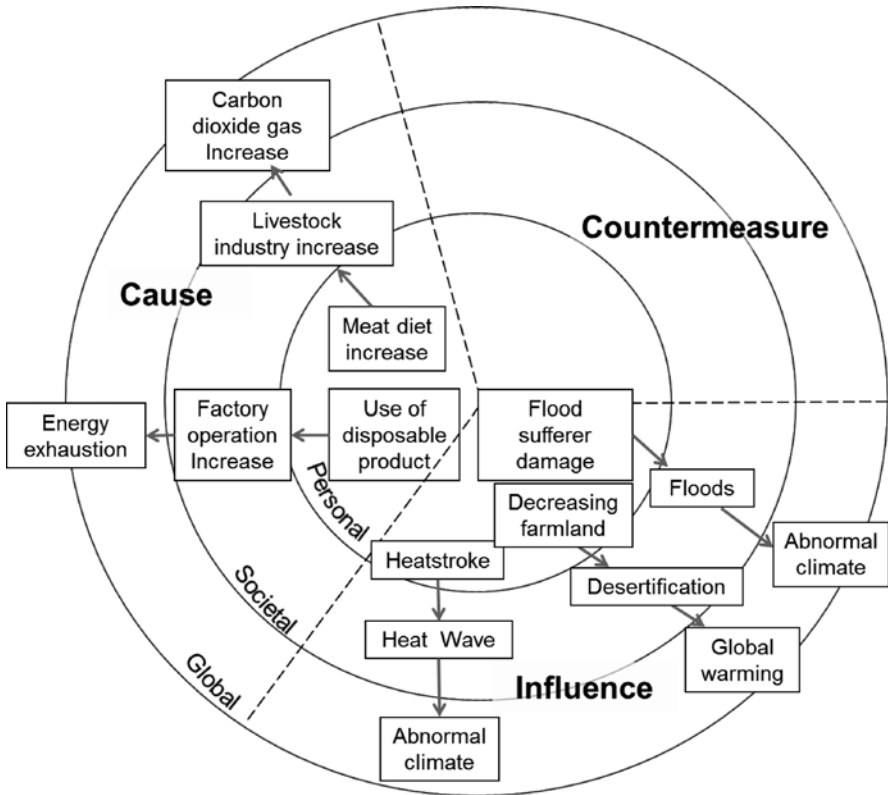 Carbon
dioxide gas
Increase
Livestock
industry increase
Countermeasure
Cause
Meat diet
increase
Energy
exhaustion
Factory
operation
Increase
Use of
disposable
product
Flood
sufferer
damage
Floods
Personal
Decreasing
farmland
Abnormal
climate
Heatstroke
Desertification
Societal
Heat Wave
Global
warming
Global
Influence
Abnormal
climate